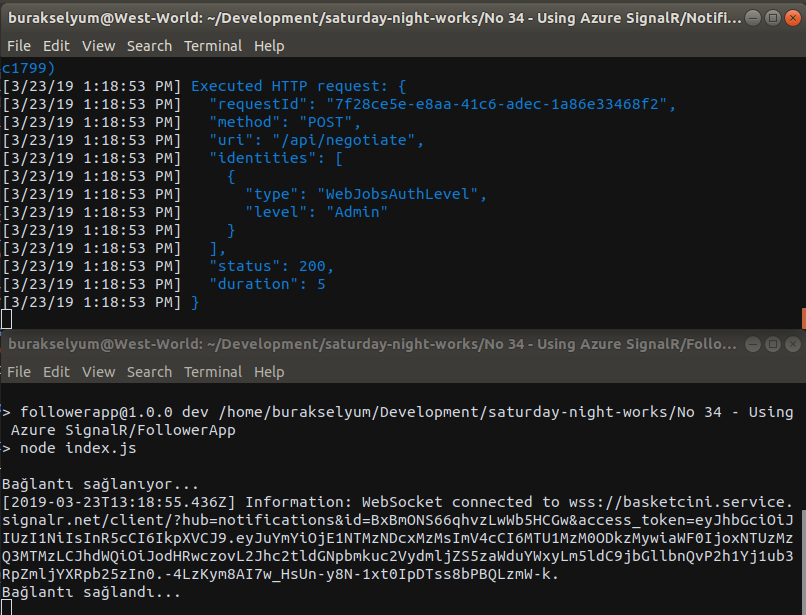 burakselyum@West-World: ~/Development/saturday-night-works/No 34 - Using Azure SignalR/Notifi...
File Edit View Search Terminal Help
c1799)
[3/23/19 1:18:53 PM] Executed HTTP request: {
[3/23/19 1:18:53 PM]   "requestId": "7f28ce5e-e8aa-41c6-adec-1a86e33468f2",
[3/23/19 1:18:53 PM]   "method": "POST",
[3/23/19 1:18:53 PM]   "uri": "/api/negotiate",
[3/23/19 1:18:53 PM]   "identities": [
[3/23/19 1:18:53 PM]     {
[3/23/19 1:18:53 PM]       "type": "WebJobsAuthLevel",
[3/23/19 1:18:53 PM]       "level": "Admin"
[3/23/19 1:18:53 PM]     }
[3/23/19 1:18:53 PM]   ],
[3/23/19 1:18:53 PM]   "status": 200,
[3/23/19 1:18:53 PM]   "duration": 5
[3/23/19 1:18:53 PM] }
burakselyum@West-World: ~/Development/saturday-night-works/No 34 - Using Azure SignalR/Follo...
File Edit View Search Terminal Help
> followerapp@1.0.0 dev /home/burakselyum/Development/saturday-night-works/No 34 - Using
 Azure SignalR/FollowerApp
> node index.js
Bağlantı sağlanıyor...
[2019-03-23T13:18:55.436Z] Information: WebSocket connected to wss://basketcini.service.
signalr.net/client/?hub=notifications&id=BxBmONS66qhvzLwWb5HCGw&access_token=eyJhbGciOiJ
IUzI1NiIsInR5cCI6IkpXVCJ9.eyJuYmYiOjE1NTMzNDcxMzMsImV4cCI6MTU1MzM0ODkzMywiaWF0IjoxNTUzMz
Q3MTMzLCJhdWQiOiJodHRwczovL2Jhc2tldGNpbmkuc2VydmljZS5zaWduYWxyLm5ldC9jbGllbnQvP2h1Yj1ub3
RpZmljYXRpb25zIn0.-4LzKym8AI7w_HsUn-y8N-1xt0IpDTss8bPBQLzmW-k.
Bağlantı sağlandı...